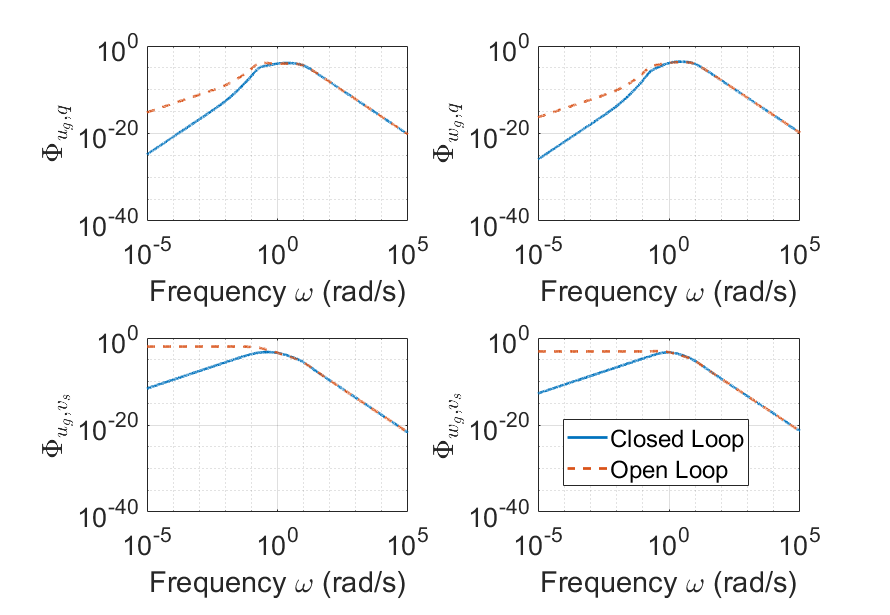 10^0
10^-20
10^-40
Φ_{u_g,q}
10^-5
10^0
10^5
Frequency ω (rad/s)
10^0
10^-20
10^-40
Φ_{w_g,q}
10^-5
10^0
10^5
Frequency ω (rad/s)
10^0
10^-20
10^-40
Φ_{u_g,v_s}
10^-5
10^0
10^5
Frequency ω (rad/s)
10^0
10^-20
10^-40
Φ_{w_g,v_s}
Closed Loop
Open Loop
10^-5
10^0
10^5
Frequency ω (rad/s)